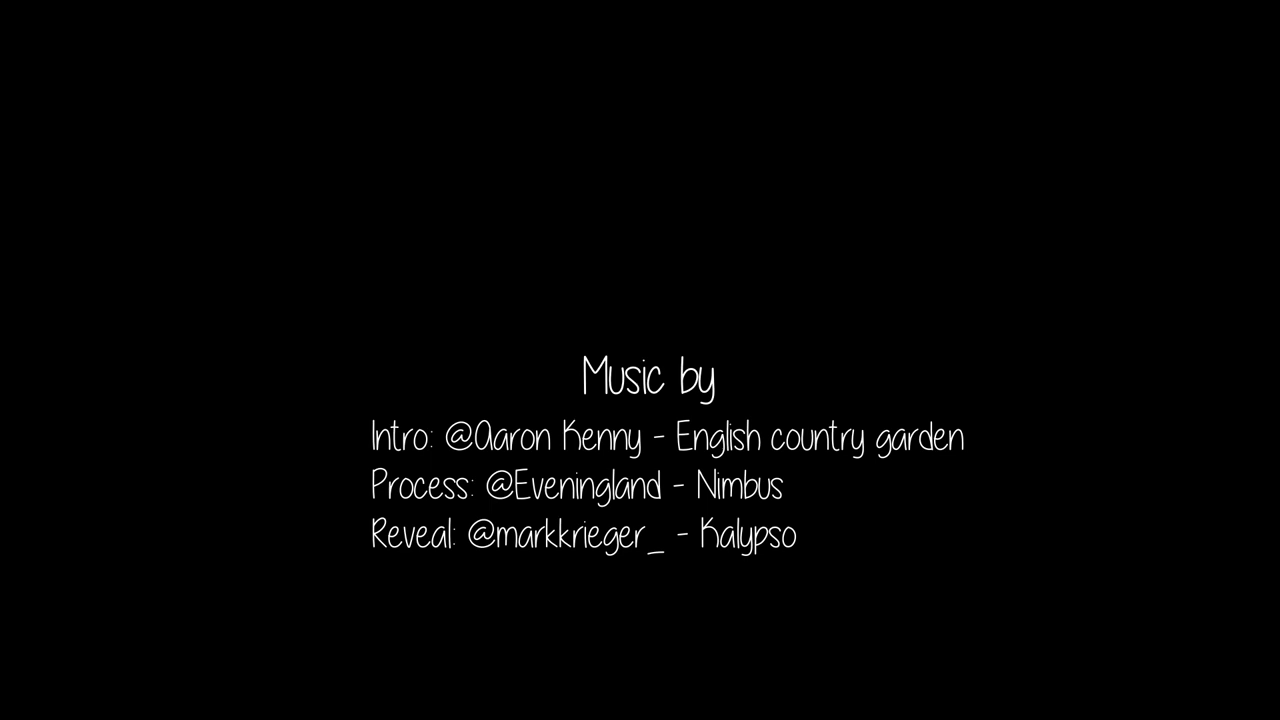 Music by
Intro: @Aaron Kenny - English country garden
Process: @Eveningland - Nimbus
Reveal: @markkrieger_ - Kalypso